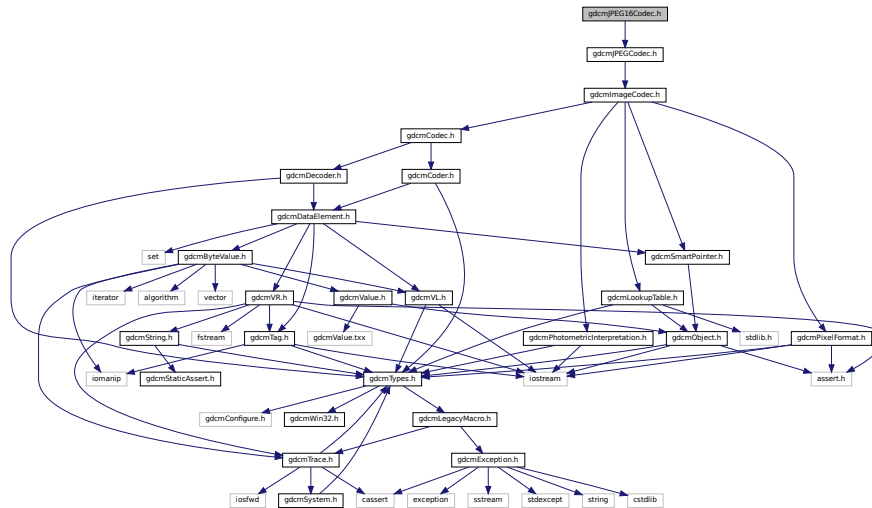 gdcmJPEG16Codec.h
gdcmJPEGCodec.h
gdcmImageCodec.h
gdcmCodec.h
gdcmDecoder.h
gdcmCoder.h
gdcmDataElement.h
set
gdcmByteValue.h
gdcmSmartPointer.h
iterator
algorithm
vector
gdcmVR.h
gdcmValue.h
gdcmVL.h
gdcmLookupTable.h
gdcmString.h
fstream
gdcmTag.h
gdcmValue.txx
gdcmPhotometricInterpretation.h
gdcmObject.h
stdlib.h
gdcmPixelFormat.h
iomanip
gdcmStaticAssert.h
gdcmTypes.h
iostream
assert.h
gdcmConfigure.h
gdcmWin32.h
gdcmLegacyMacro.h
gdcmTrace.h
gdcmException.h
iosfwd
gdcmSystem.h
cassert
exception
sstream
stdexcept
string
cstdlib